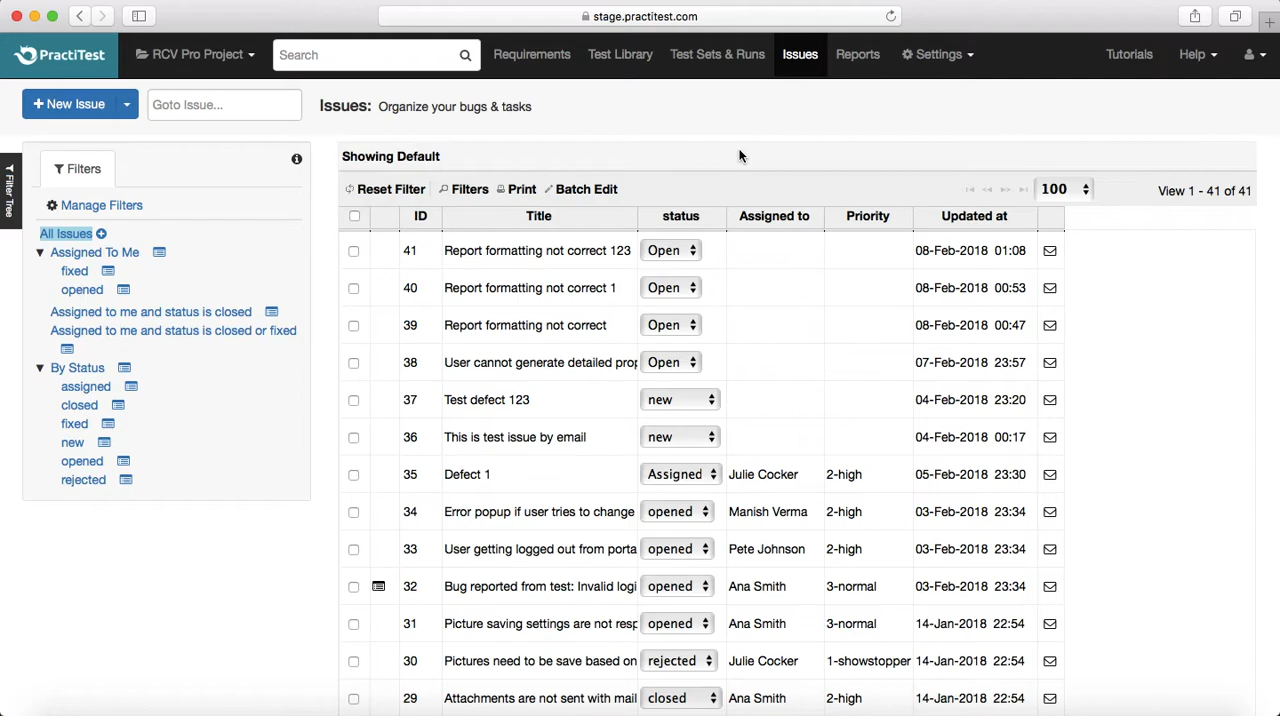 stage.practitest.com
PractiTest RCV Pro Project Search Requirements Test Library Test Sets & Runs Issues Reports Settings Tutorials Help
+ New Issue Goto Issue... Issues: Organize your bugs & tasks
Filter Tree
Filters
Manage Filters
All Issues
Assigned To Me
fixed
opened
Assigned to me and status is closed
Assigned to me and status is closed or fixed
By Status
assigned
closed
fixed
new
opened
rejected
Showing Default
Reset Filter Filters Print Batch Edit 100 View 1 - 41 of 41
ID Title status Assigned to Priority Updated at
41 Report formatting not correct 123 Open 08-Feb-2018 01:08
40 Report formatting not correct 1 Open 08-Feb-2018 00:53
39 Report formatting not correct Open 08-Feb-2018 00:47
38 User cannot generate detailed prop Open 07-Feb-2018 23:57
37 Test defect 123 new 04-Feb-2018 23:20
36 This is test issue by email new 04-Feb-2018 00:17
35 Defect 1 Assigned Julie Cocker 2-high 05-Feb-2018 23:30
34 Error popup if user tries to change opened Manish Verma 2-high 03-Feb-2018 23:34
33 User getting logged out from porta opened Pete Johnson 2-high 03-Feb-2018 23:34
32 Bug reported from test: Invalid logi opened Ana Smith 3-normal 03-Feb-2018 23:34
31 Picture saving settings are not resp opened Ana Smith 3-normal 14-Jan-2018 22:54
30 Pictures need to be save based on rejected Julie Cocker 1-showstopper 14-Jan-2018 22:54
29 Attachments are not sent with mail closed Ana Smith 2-high 14-Jan-2018 22:54